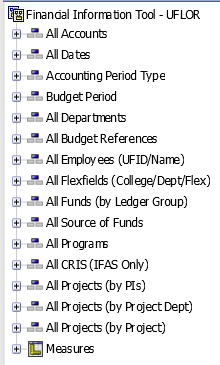 Financial Information Tool - UFLOR
All Accounts
All Dates
Accounting Period Type
Budget Period
All Departments
All Budget References
All Employees (UFID/Name)
All Flexfields (College/Dept/Flex)
All Funds (by Ledger Group)
All Source of Funds
All Programs
All CRIS (IFAS Only)
All Projects (by PIs)
All Projects (by Project Dept)
All Projects (by Project)
Measures